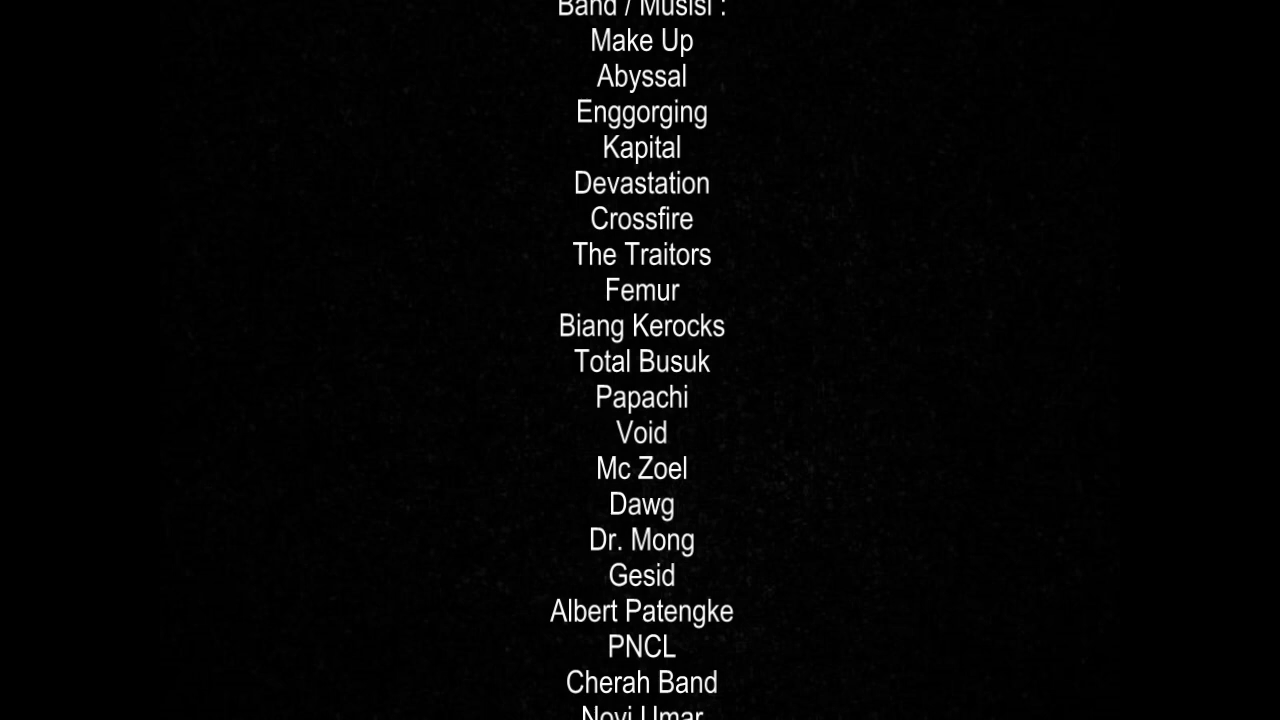 Band / Musisi :
Make Up
Abyssal
Enggorging
Kapital
Devastation
Crossfire
The Traitors
Femur
Biang Kerocks
Total Busuk
Papachi
Void
Mc Zoel
Dawg
Dr. Mong
Gesid
Albert Patengke
PNCL
Cherah Band
Novi Umar